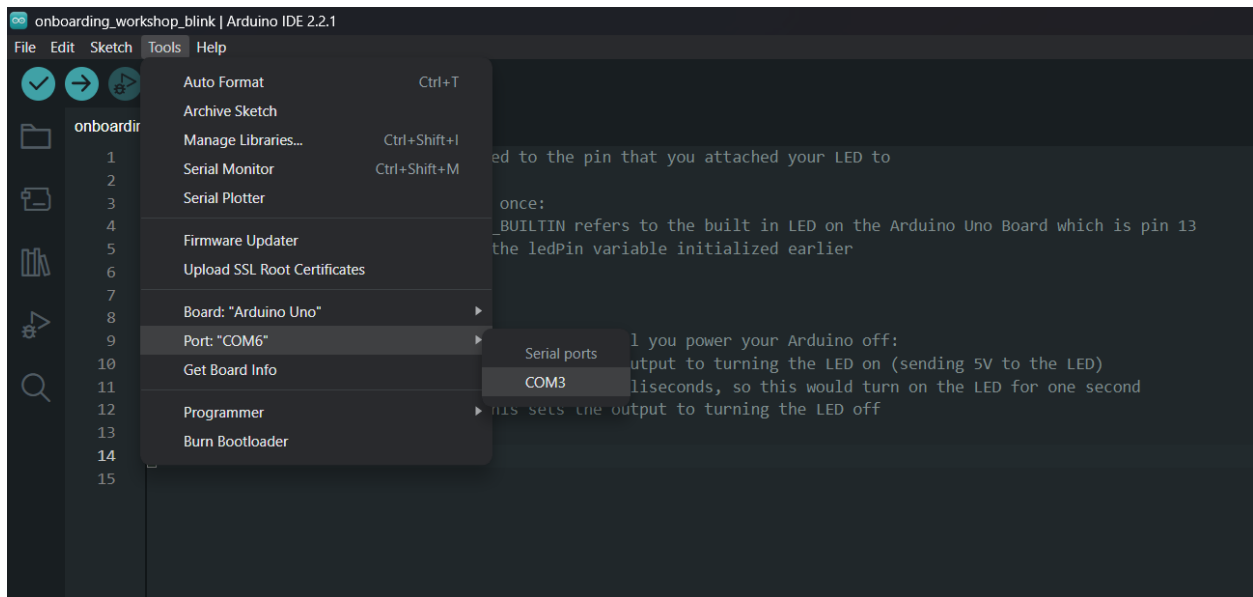 onboarding_workshop_blink | Arduino IDE 2.2.1
File Edit Sketch Tools Help
Auto Format Ctrl+T
Archive Sketch
Manage Libraries... Ctrl+Shift+I
Serial Monitor Ctrl+Shift+M
Serial Plotter
Firmware Updater
Upload SSL Root Certificates
Board: "Arduino Uno"
Port: "COM6"
Get Board Info
Programmer
Burn Bootloader
Serial ports
COM3
onboardin
1 ed to the pin that you attached your LED to
2
3 once:
4 _BUILTIN refers to the built in LED on the Arduino Uno Board which is pin 13
5 the ledPin variable initialized earlier
6
7
8
9 l you power your Arduino off:
10 utput to turning the LED on (sending 5V to the LED)
11 liseconds, so this would turn on the LED for one second
12 his sets the output to turning the LED off
13
14
15